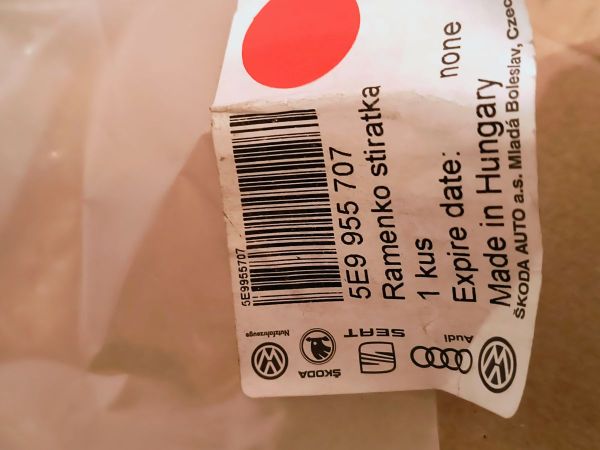 5E9955707
5E9 955 707
Ramenko stiratka
1 kus
Expire date: none
Made in Hungary
ŠKODA AUTO a.s. Mladá Boleslav, Czec
Nutzfahrzeuge
ŠKODA
SEAT
Audi